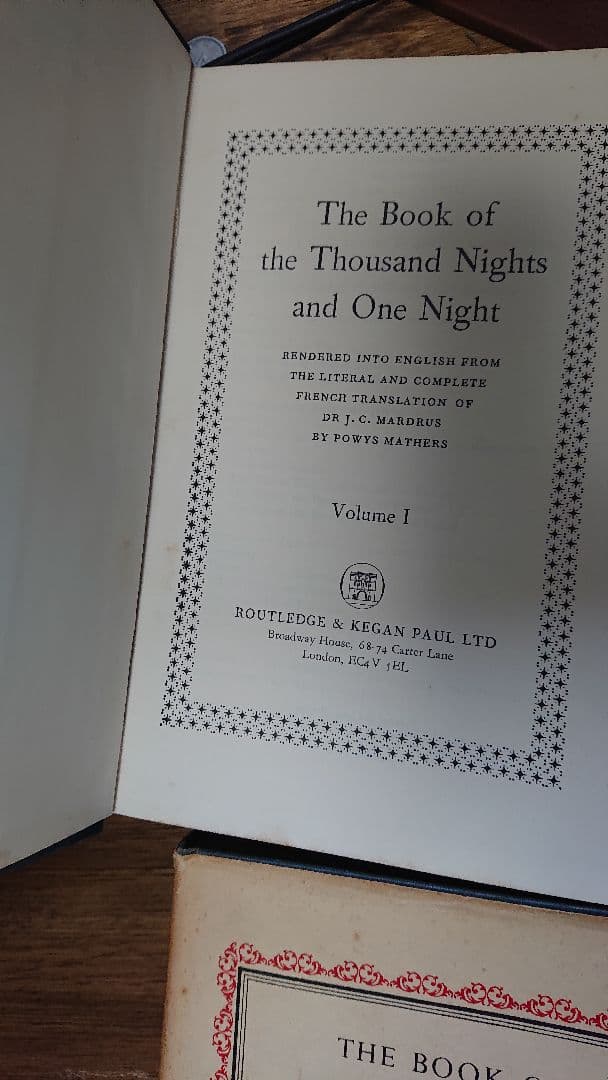 The Book of
the Thousand Nights
and One Night
RENDERED INTO ENGLISH FROM
THE LITERAL AND COMPLETE
FRENCH TRANSLATION OF
DR J. C. MARDRUS
BY POWYS MATHERS
Volume I
ROUTLEDGE & KEGAN PAUL LTD
Broadway House, 68-74 Carter Lane
London, EC4V 5EL
THE BOOK